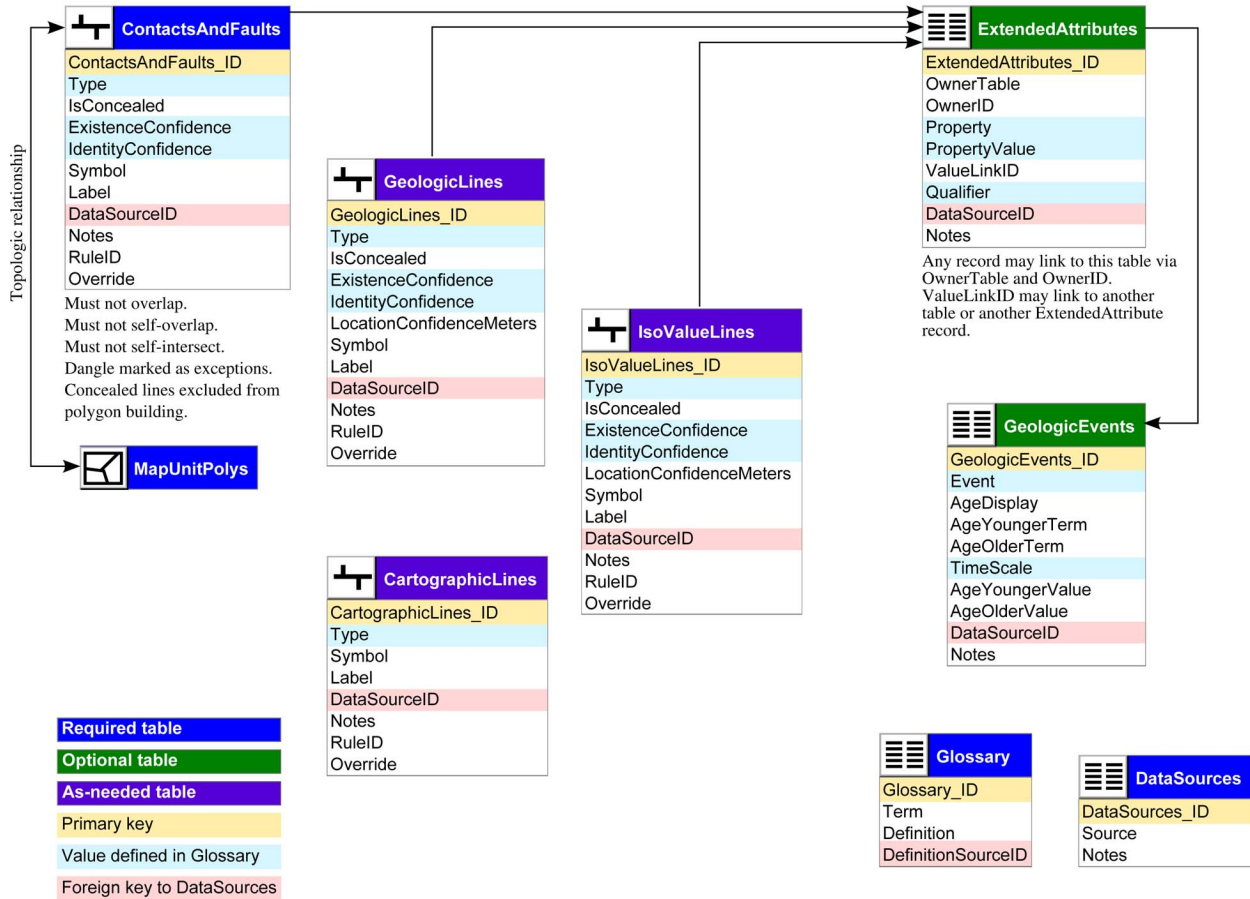 Topologic relationship
ContactsAndFaults
ContactsAndFaults_ID
Type
IsConcealed
ExistenceConfidence
IdentityConfidence
Symbol
Label
DataSourceID
Notes
RuleID
Override
Must not overlap.
Must not self-overlap.
Must not self-intersect.
Dangle marked as exceptions.
Concealed lines excluded from
polygon building.
MapUnitPolys
GeologicLines
GeologicLines_ID
Type
IsConcealed
ExistenceConfidence
IdentityConfidence
LocationConfidenceMeters
Symbol
Label
DataSourceID
Notes
RuleID
Override
CartographicLines
CartographicLines_ID
Type
Symbol
Label
DataSourceID
Notes
RuleID
Override
IsoValueLines
IsoValueLines_ID
Type
IsConcealed
ExistenceConfidence
IdentityConfidence
LocationConfidenceMeters
Symbol
Label
DataSourceID
Notes
RuleID
Override
ExtendedAttributes
ExtendedAttributes_ID
OwnerTable
OwnerID
Property
PropertyValue
ValueLinkID
Qualifier
DataSourceID
Notes
Any record may link to this table via
OwnerTable and OwnerID.
ValueLinkID may link to another
table or another ExtendedAttribute
record.
GeologicEvents
GeologicEvents_ID
Event
AgeDisplay
AgeYoungerTerm
AgeOlderTerm
TimeScale
AgeYoungerValue
AgeOlderValue
DataSourceID
Notes
Required table
Optional table
As-needed table
Primary key
Value defined in Glossary
Foreign key to DataSources
Glossary
Glossary_ID
Term
Definition
DefinitionSourceID
DataSources
DataSources_ID
Source
Notes